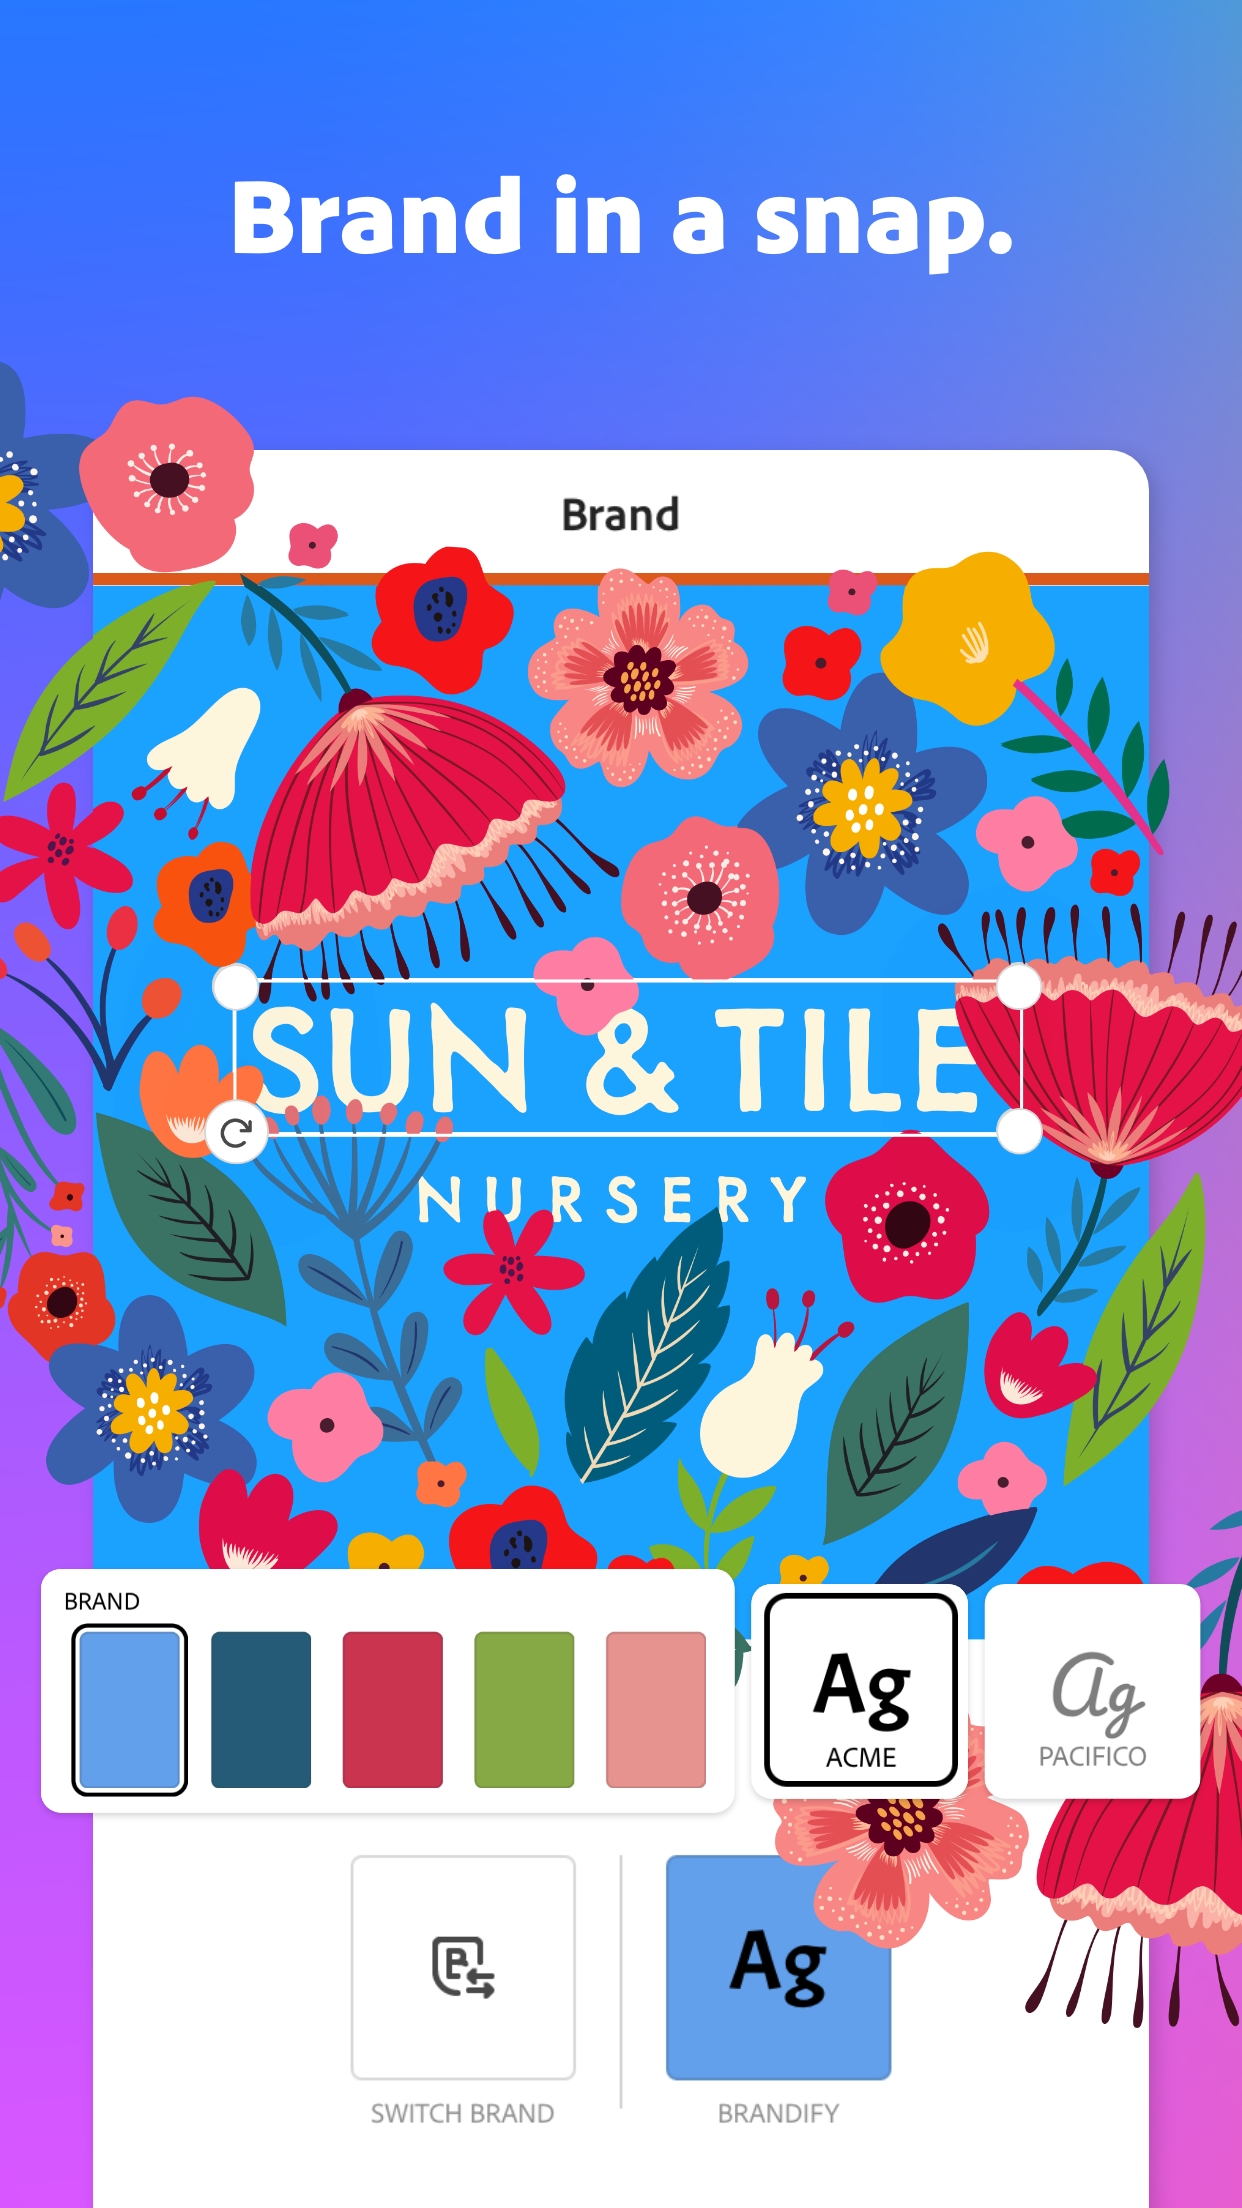 Brand in a snap.
Brand
SUN & TILE
NURSERY
BRAND
Ag
ACME
Ag
PACIFICO
Ag
SWITCH BRAND
BRANDIFY